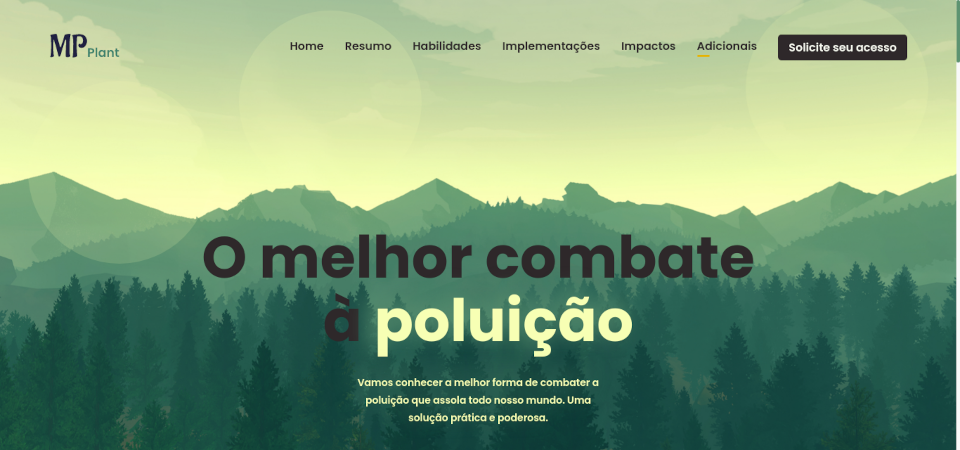 MP Plant
Home Resumo Habilidades Implementações Impactos Adicionais Solicite seu acesso
O melhor combate
à poluição
Vamos conhecer a melhor forma de combater a
poluição que assola todo nosso mundo. Uma
solução prática e poderosa.